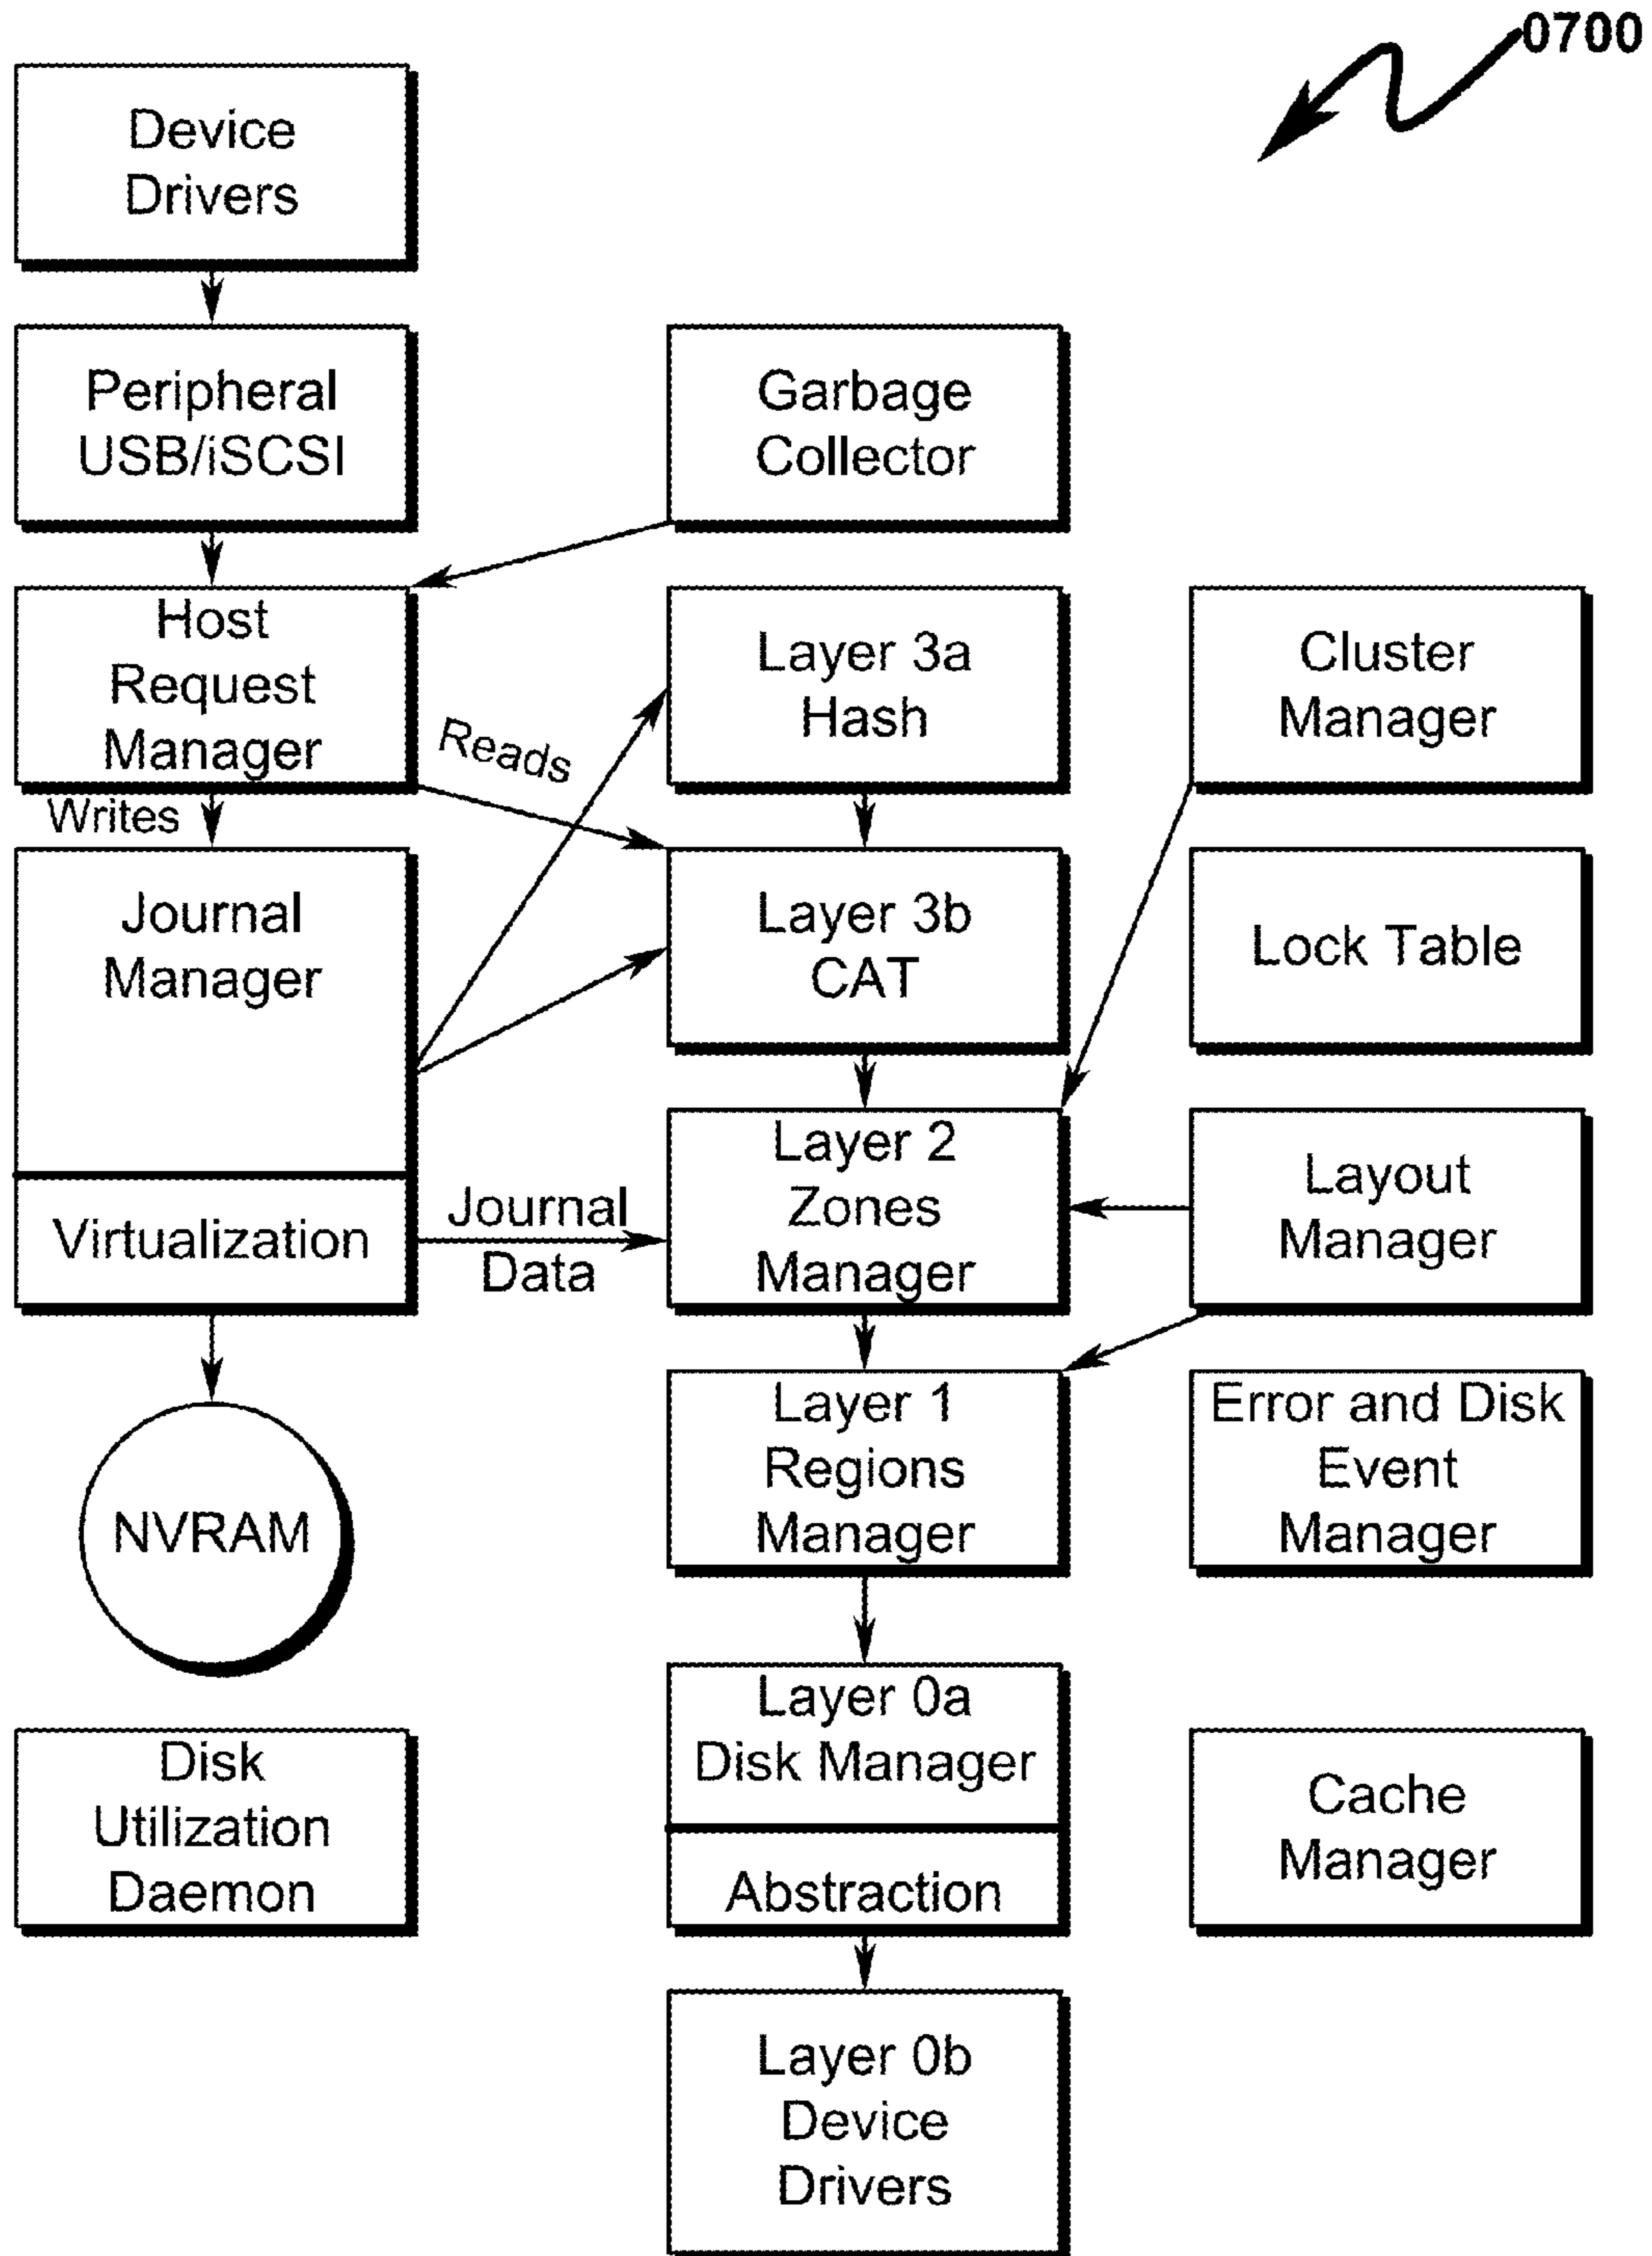 0700
Device
Drivers
Peripheral
USB/iSCSI
Garbage
Collector
Host
Request
Manager
Reads
Writes
Layer 3a
Hash
Cluster
Manager
Journal
Manager
Layer 3b
CAT
Lock Table
Virtualization
Journal
Data
Layer 2
Zones
Manager
Layout
Manager
NVRAM
Layer 1
Regions
Manager
Error and Disk
Event
Manager
Disk
Utilization
Daemon
Layer 0a
Disk Manager
Abstraction
Cache
Manager
Layer 0b
Device
Drivers